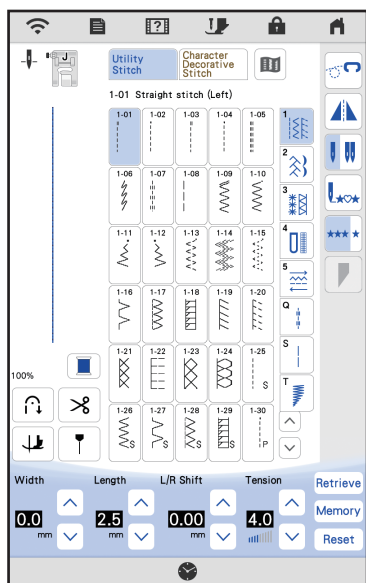 ?
J
Utility
Stitch
Character
Decorative
Stitch
1-01 Straight stitch (Left)
1-01 1-02 1-03 1-04 1-05 1
1-06 1-07 1-08 1-09 1-10 2
3
1-11 1-12 1-13 1-14 1-15 4
5
1-16 1-17 1-18 1-19 1-20 Q
1-21 1-22 1-23 1-24 1-25 S
S
100%
T
1-26 1-27 1-28 1-29 1-30
S S S S P
Width Length L/R Shift Tension Retrieve
0.0 2.5 0.00 4.0 Memory
mm mm mm
Reset